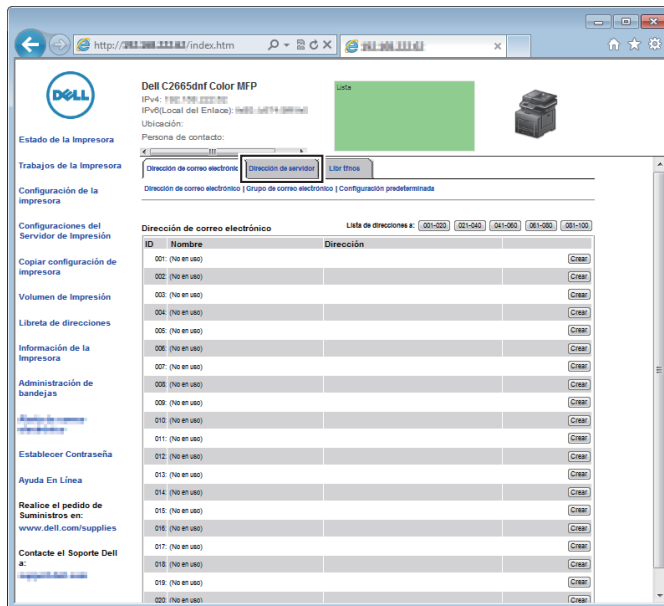 http:// /index.htm
DELL
Dell C2665dnf Color MFP
IPv4:
IPv6(Local del Enlace):
Ubicación:
Persona de contacto:
Lista
Estado de la Impresora
Trabajos de la Impresora
Configuración de la
impresora
Configuraciones del
Servidor de Impresión
Copiar configuración de
impresora
Volumen de Impresión
Libreta de direcciones
Información de la
Impresora
Administración de
bandejas
Establecer Contraseña
Ayuda En Línea
Realice el pedido de
Suministros en:
www.dell.com/supplies
Contacte el Soporte Dell
a:
Dirección de correo electrónic
Dirección de servidor
Libr tfnos
Dirección de correo electrónico | Grupo de correo electrónico | Configuración predeterminada
Dirección de correo electrónico
Lista de direcciones a: 001-020 021-040 041-060 061-080 081-100
ID Nombre Dirección
001: (No en uso) Crear
002: (No en uso) Crear
003: (No en uso) Crear
004: (No en uso) Crear
005: (No en uso) Crear
006: (No en uso) Crear
007: (No en uso) Crear
008: (No en uso) Crear
009: (No en uso) Crear
010: (No en uso) Crear
011: (No en uso) Crear
012: (No en uso) Crear
013: (No en uso) Crear
014: (No en uso) Crear
015: (No en uso) Crear
016: (No en uso) Crear
017: (No en uso) Crear
018: (No en uso) Crear
019: (No en uso) Crear
020: (No en uso) Crear